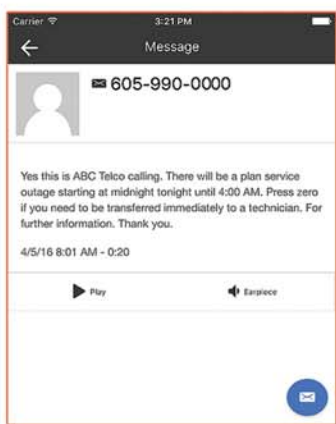 Carrier 3:21 PM
Message
605-990-0000
Yes this is ABC Telco calling. There will be a plan service
outage starting at midnight tonight until 4:00 AM. Press zero
if you need to be transferred immediately to a technician. For
further information. Thank you.
4/5/16 8:01 AM - 0:20
Play Earpiece